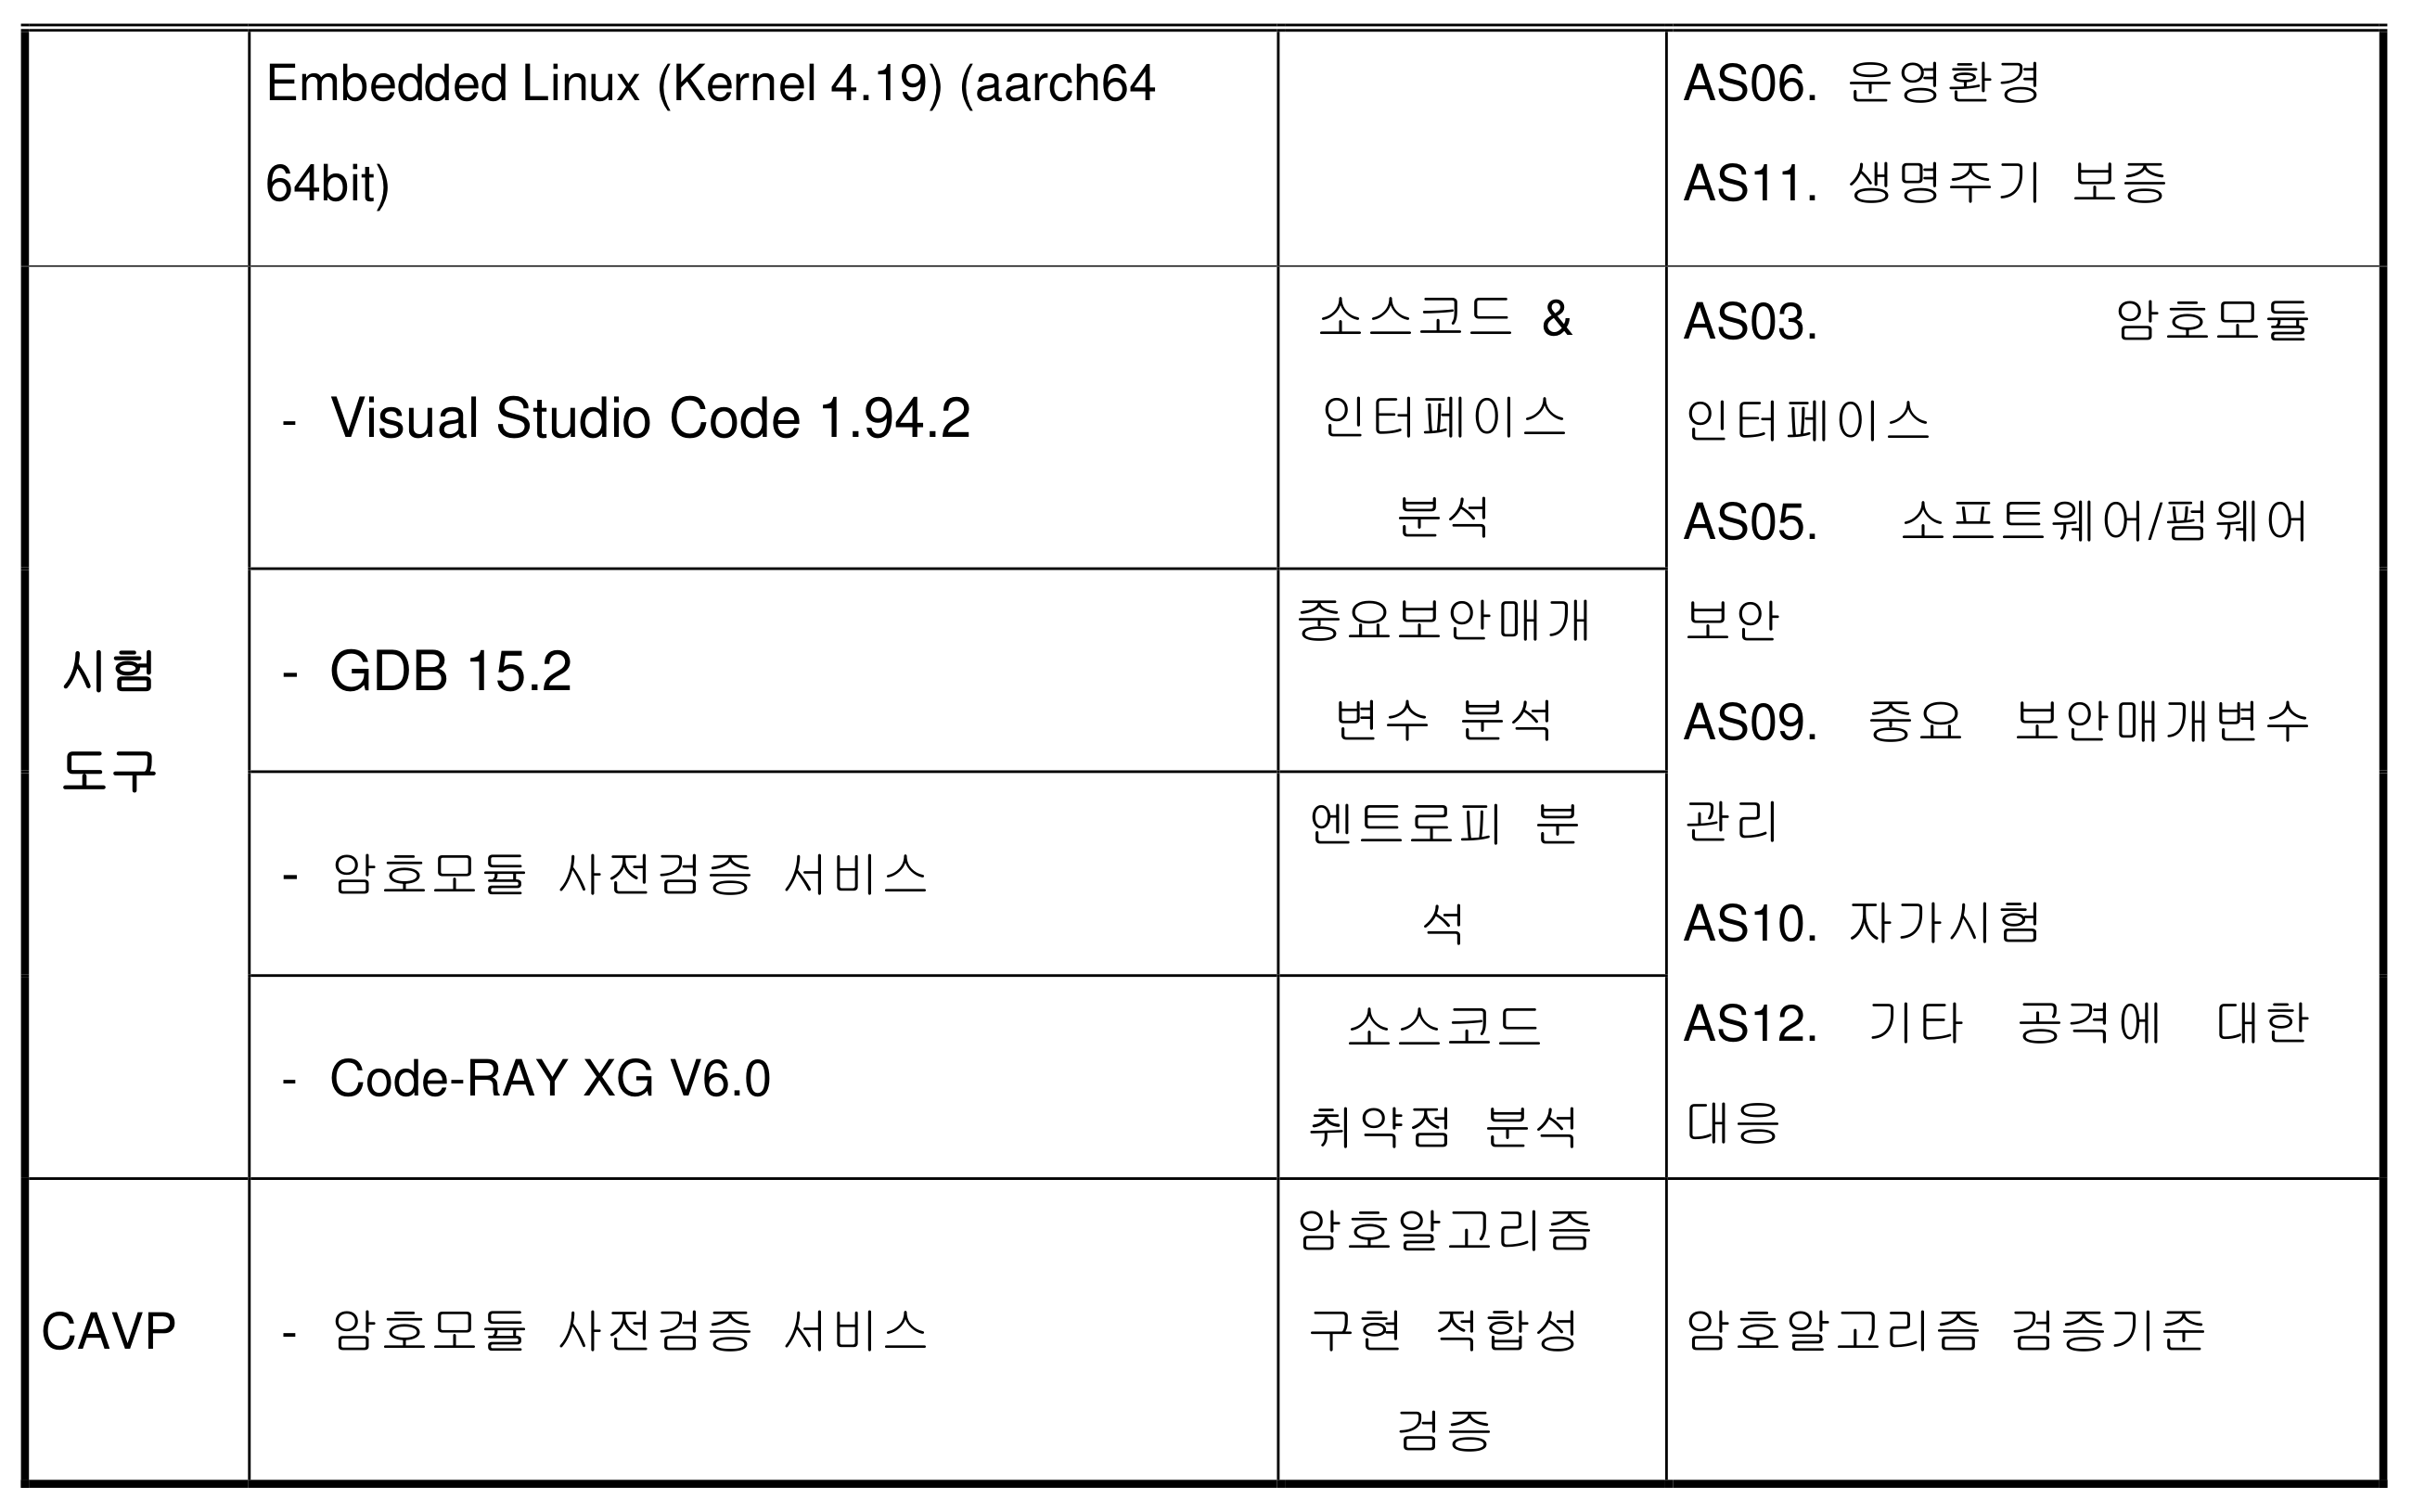 Embedded Linux (Kernel 4.19) (aarch64
64bit)
AS06. 운영환경
AS11. 생명주기 보증
시험
도구
- Visual Studio Code 1.94.2
소스코드 &
인터페이스
분석
- GDB 15.2
중요보안매개
변수 분석
- 암호모듈 사전검증 서비스
엔트로피 분
석
- Code-RAY XG V6.0
소스코드
취약점 분석
AS03. 암호모듈
인터페이스
AS05. 소프트웨어/펌웨어
보안
AS09. 중요 보안매개변수
관리
AS10. 자가시험
AS12. 기타 공격에 대한
대응
CAVP
- 암호모듈 사전검증 서비스
암호알고리즘
구현 적합성
검증
암호알고리즘 검증기준